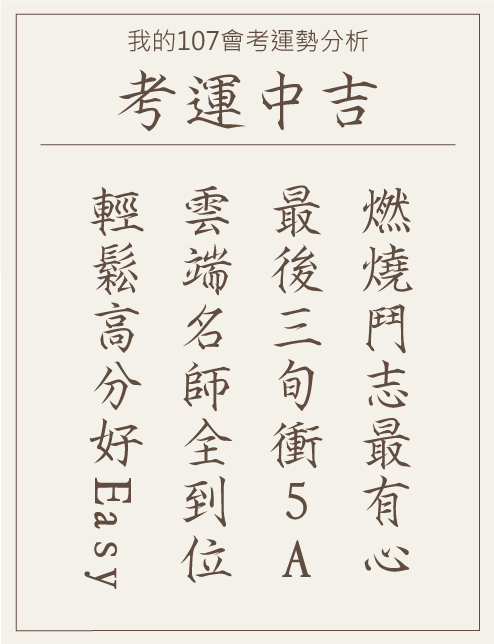 我的107會考運勢分析
考運中吉
燃燒鬥志最有心
最後三旬衝5A
雲端名師全到位
輕鬆高分好Easy